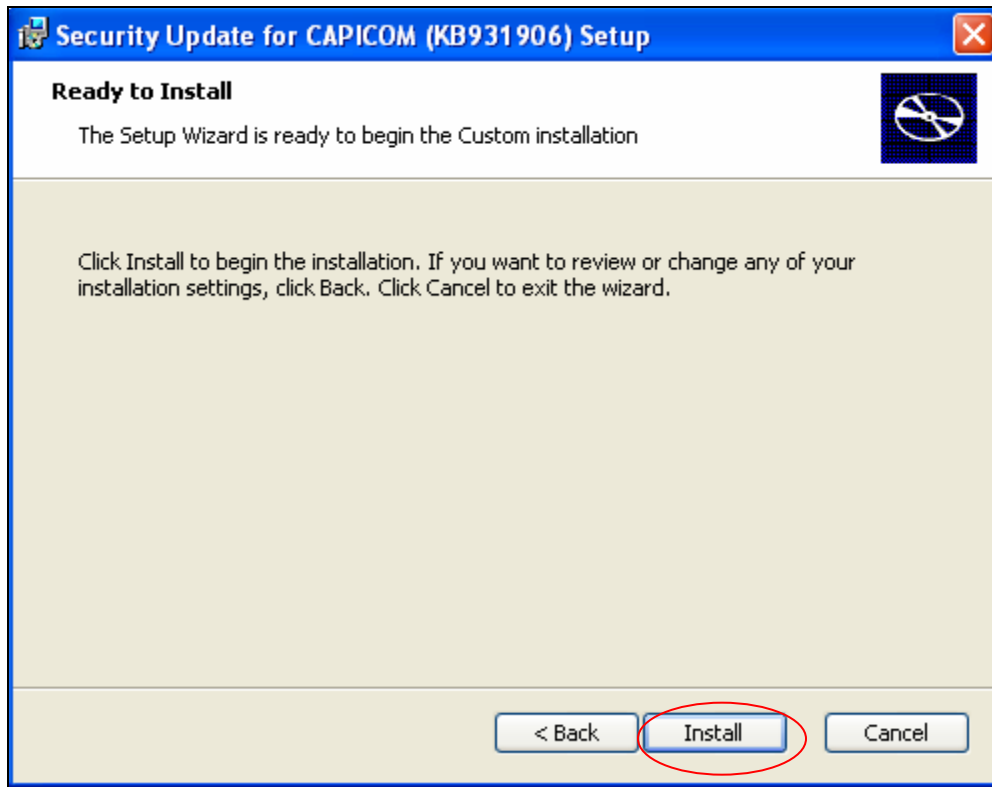 Security Update for CAPICOM (KB931906) Setup
Ready to Install
The Setup Wizard is ready to begin the Custom installation
Click Install to begin the installation. If you want to review or change any of your
installation settings, click Back. Click Cancel to exit the wizard.
< Back Install Cancel